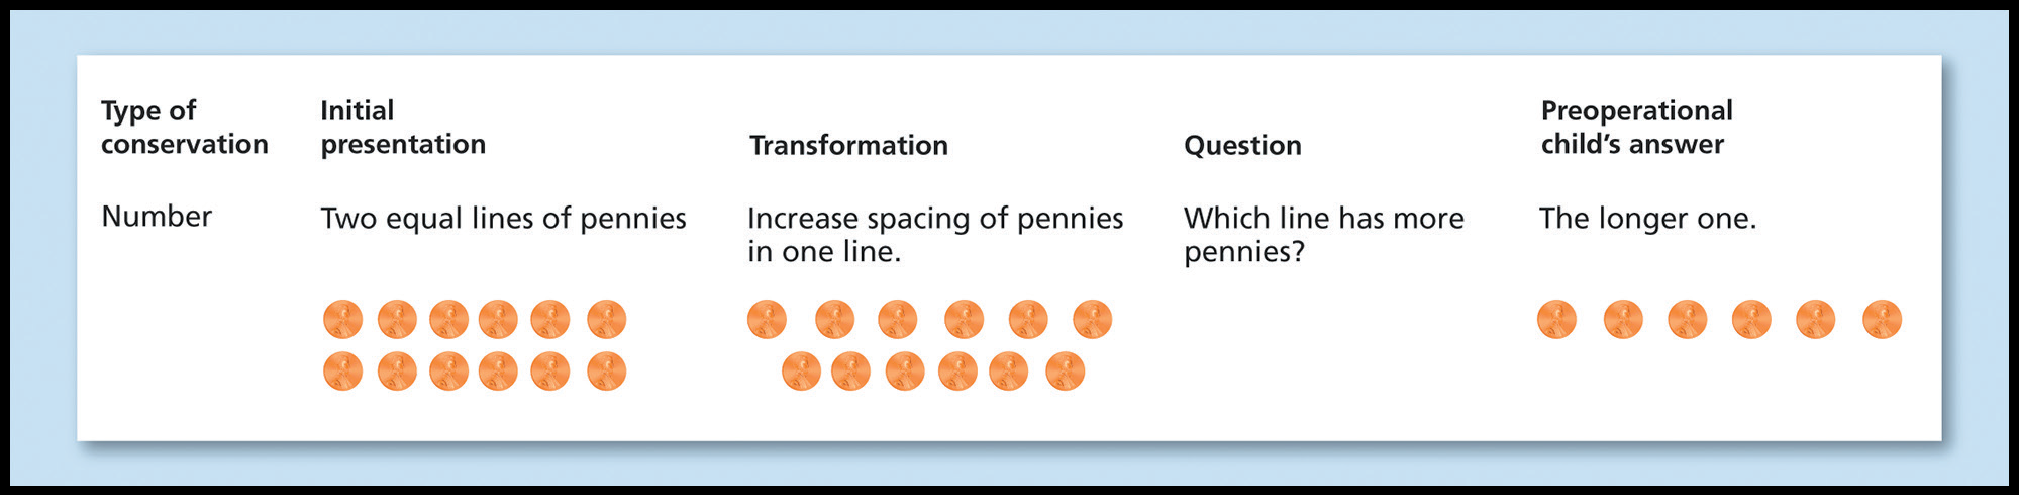 Type of
conservation
Initial
presentation
Transformation
Question
Preoperational
child's answer
Number
Two equal lines of pennies
Increase spacing of pennies
in one line.
Which line has more
pennies?
The longer one.